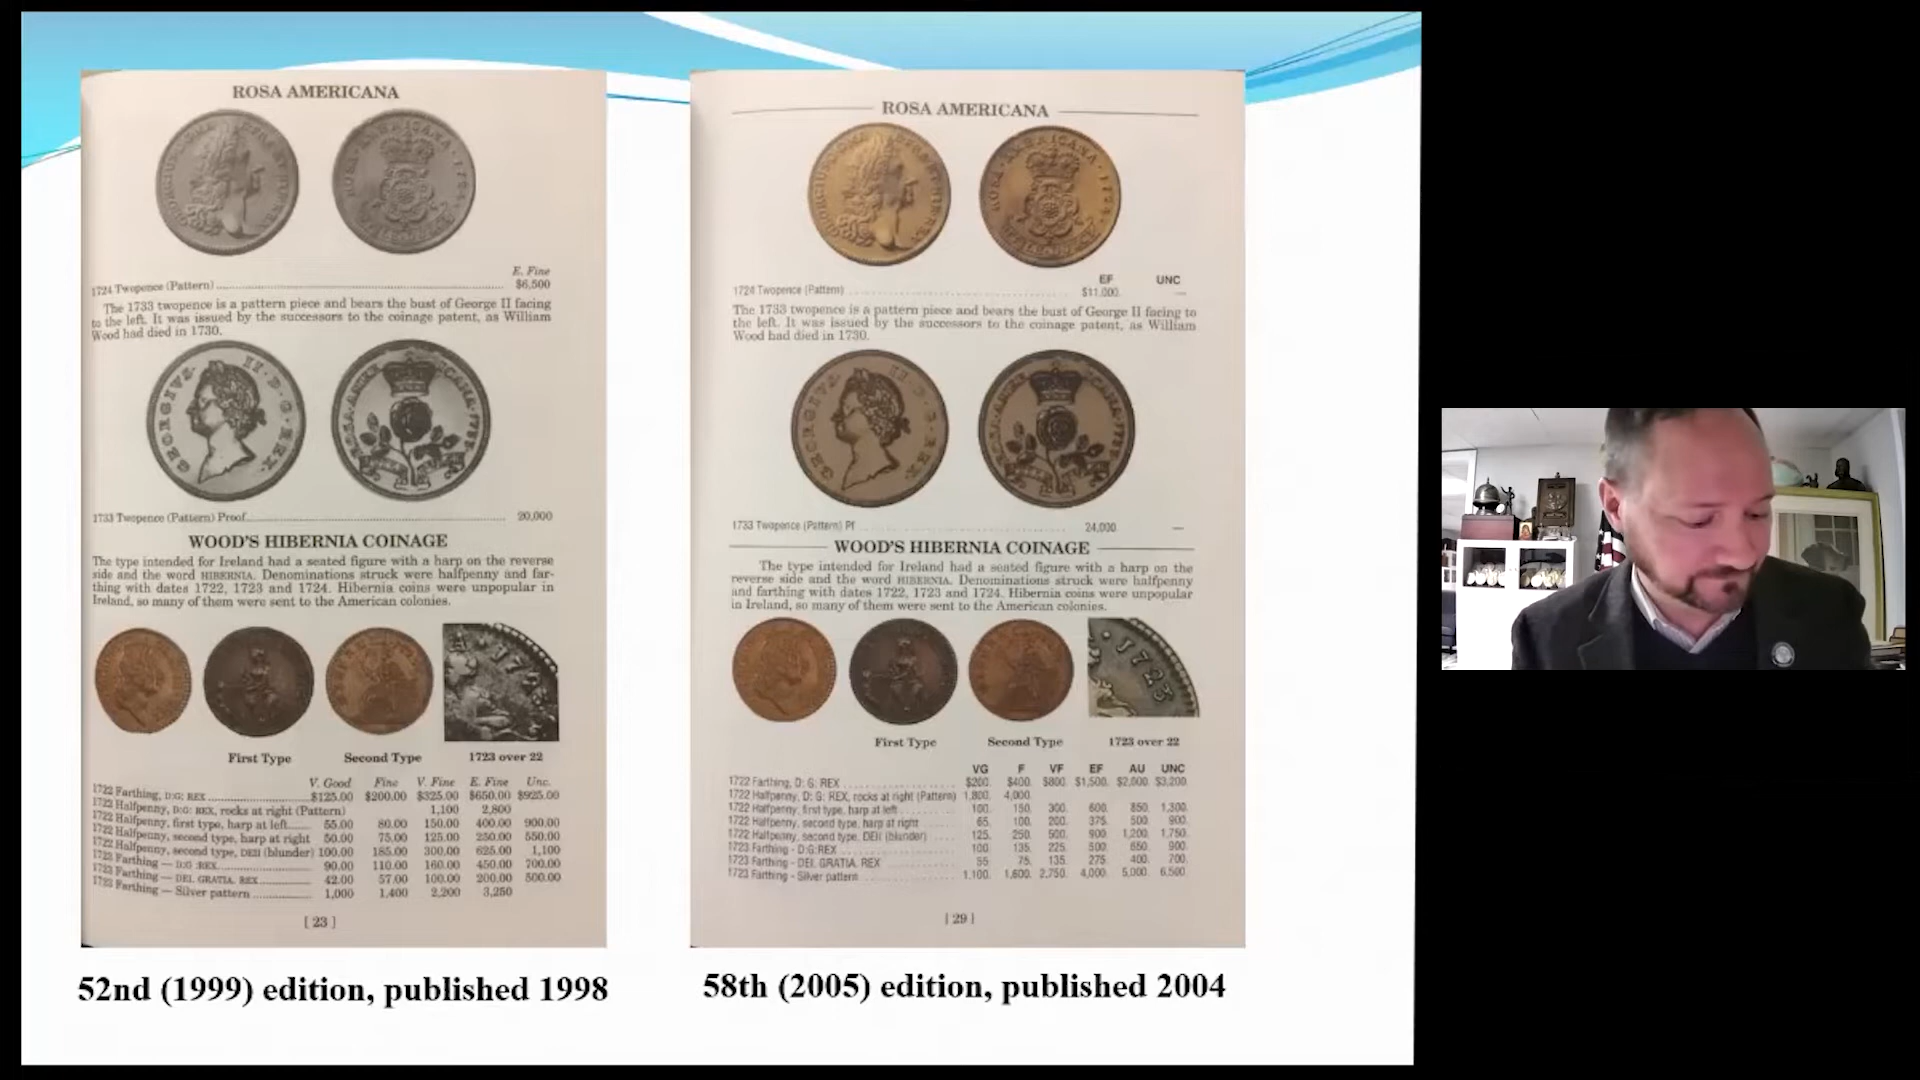 ROSA AMERICANA
E. Fine
1724 Twopence (Pattern) $6,500
The 1733 twopence is a pattern piece and bears the bust of George II facing
to the left. It was issued by the successors to the coinage patent, as William
Wood had died in 1730.
GEORGIVS II D G REX
1733 Twopence (Pattern) Proof 20,000
WOOD'S HIBERNIA COINAGE
The type intended for Ireland had a seated figure with a harp on the reverse
side and the word HIBERNIA. Denominations struck were halfpenny and far-
thing with dates 1722, 1723 and 1724. Hibernia coins were unpopular in
Ireland, so many of them were sent to the American colonies.
First Type Second Type 1723 over 22
V. Good Fine V. Fine E. Fine Unc.
1722 Farthing, D:G: REX $125.00 $200.00 $325.00 $650.00 $925.00
1722 Halfpenny, D:G: REX, rocks at right (Pattern) 1,100 2,800
1722 Halfpenny, first type, harp at left 55.00 80.00 150.00 400.00 900.00
1722 Halfpenny, second type, harp at right 50.00 75.00 125.00 250.00 550.00
1722 Halfpenny, second type, DEII (blunder) 100.00 185.00 300.00 625.00 1,100
1723 Farthing — D:G:REX 90.00 110.00 160.00 450.00 700.00
1723 Farthing — DEI. GRATIA. REX 42.00 57.00 100.00 200.00 500.00
1723 Farthing — Silver pattern 1,000 1,400 2,200 3,250
[ 23 ]
52nd (1999) edition, published 1998
ROSA AMERICANA
EF UNC
1724 Twopence (Pattern) $11,000 —
The 1733 twopence is a pattern piece and bears the bust of George II facing to
the left. It was issued by the successors to the coinage patent, as William
Wood had died in 1730.
GEORGIVS II D G REX
1733 Twopence (Pattern) Pf 24,000 —
WOOD'S HIBERNIA COINAGE
The type intended for Ireland had a seated figure with a harp on the
reverse side and the word HIBERNIA. Denominations struck were halfpenny
and farthing with dates 1722, 1723 and 1724. Hibernia coins were unpopular
in Ireland, so many of them were sent to the American colonies.
1723
First Type Second Type 1723 over 22
VG F VF EF AU UNC
1722 Farthing, D: G: REX $200. $400. $800. $1,500. $2,000. $3,200.
1722 Halfpenny, D: G: REX, rocks at right (Pattern) 1,800. 4,000.
1722 Halfpenny, first type, harp at left 100. 150. 300. 600. 850. 1,300.
1722 Halfpenny, second type, harp at right 65. 100. 200. 375. 500. 900.
1722 Halfpenny, second type, DEII (blunder) 125. 250. 500. 900. 1,200. 1,750.
1723 Farthing - D:G:REX 100. 135. 225. 500. 650. 900.
1723 Farthing - DEI. GRATIA. REX 55. 75. 135. 275. 400. 700.
1723 Farthing - Silver pattern 1,100. 1,600. 2,750. 4,000. 5,000. 6,500.
[ 29 ]
58th (2005) edition, published 2004